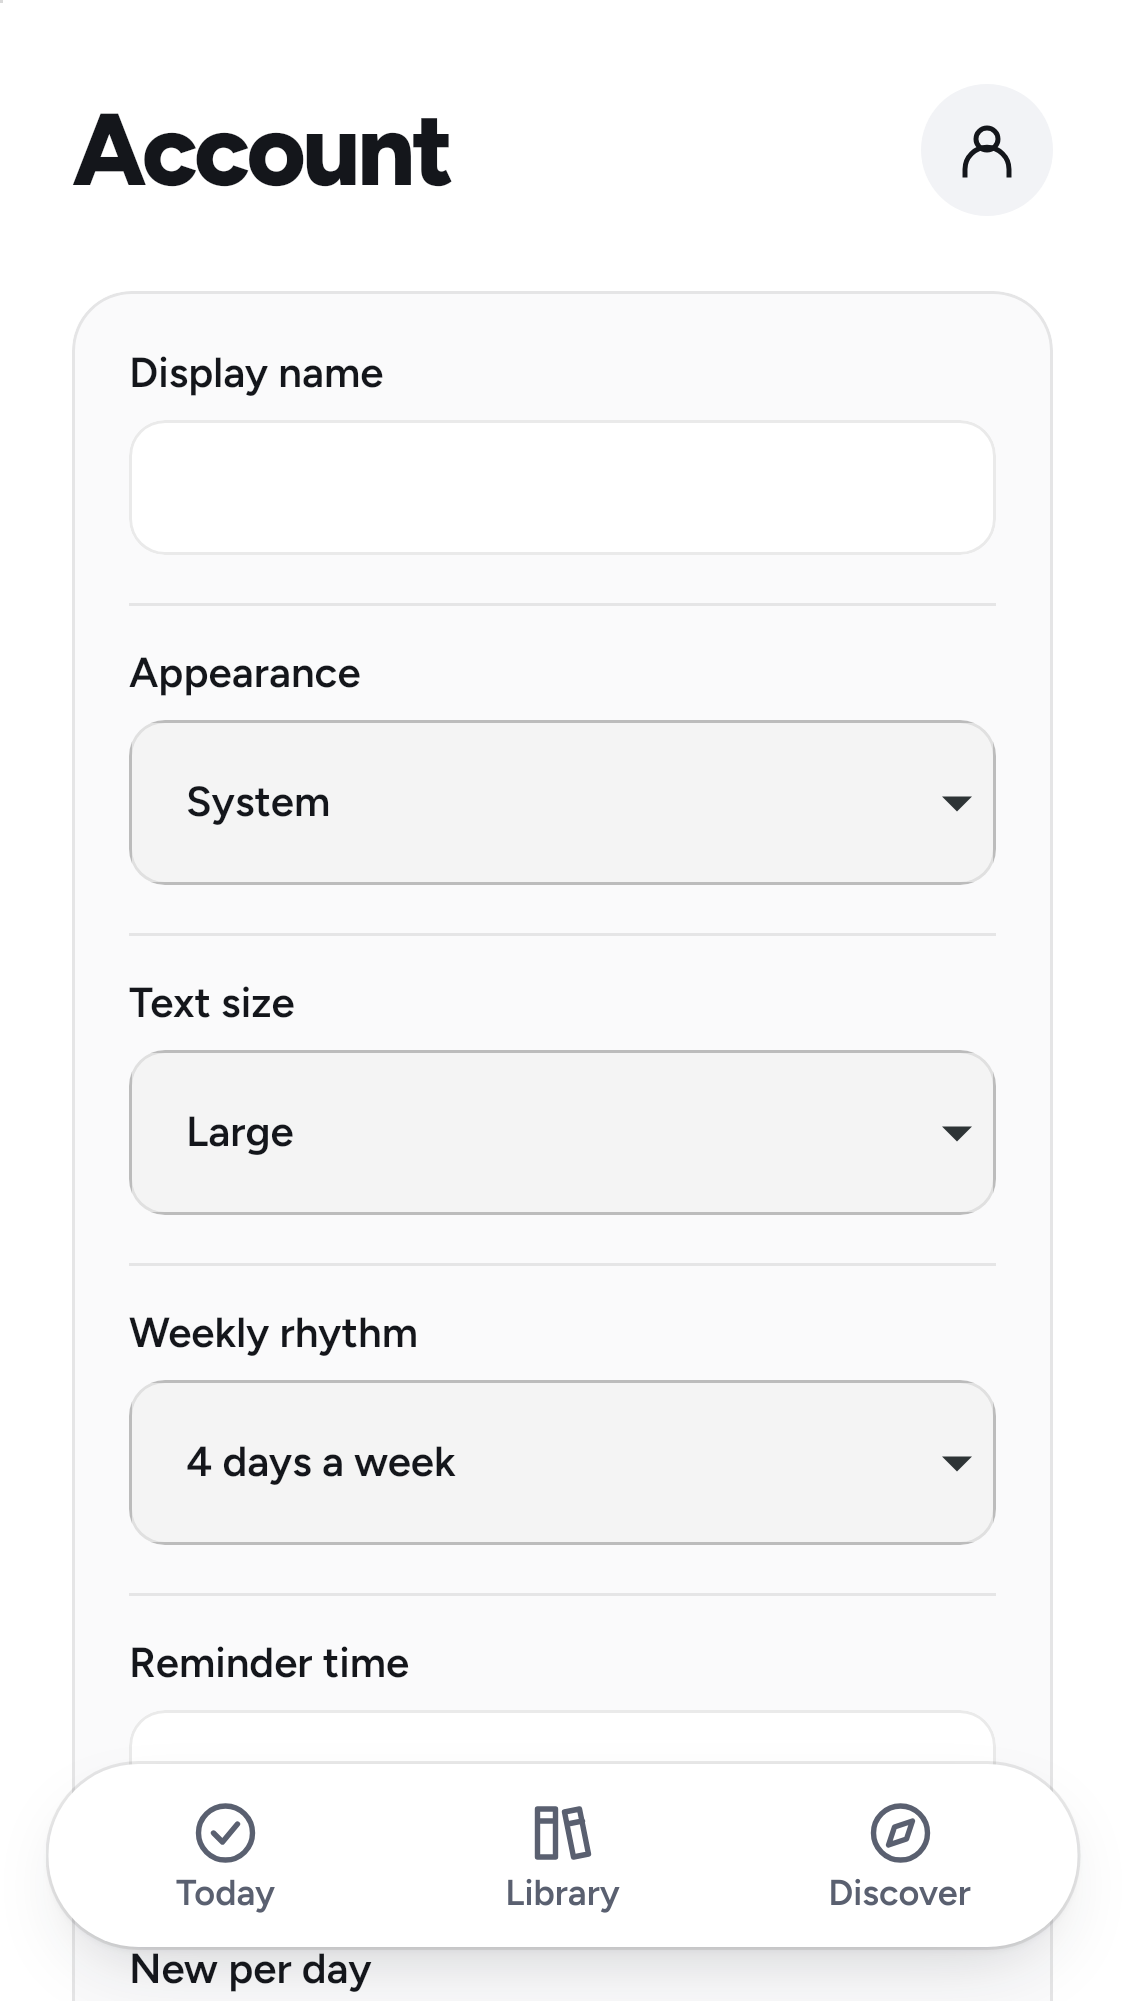 Account
Display name
Appearance
System
Text size
Large
Weekly rhythm
4 days a week
Reminder time
Today
Library
Discover
New per day